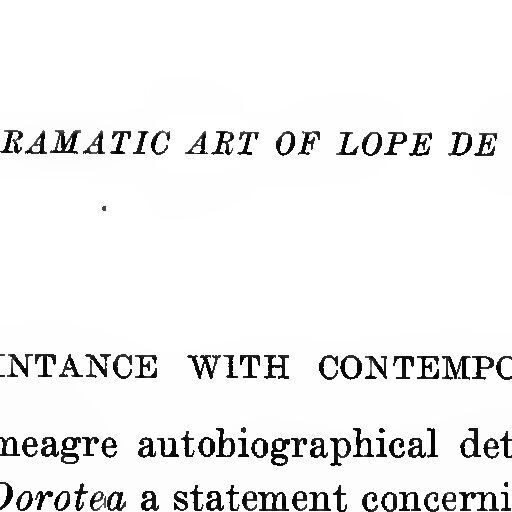 RAMATIC ART OF LOPE DE
INTANCE WITH CONTEMPO
meagre autobiographical det
Dorotea a statement concerni